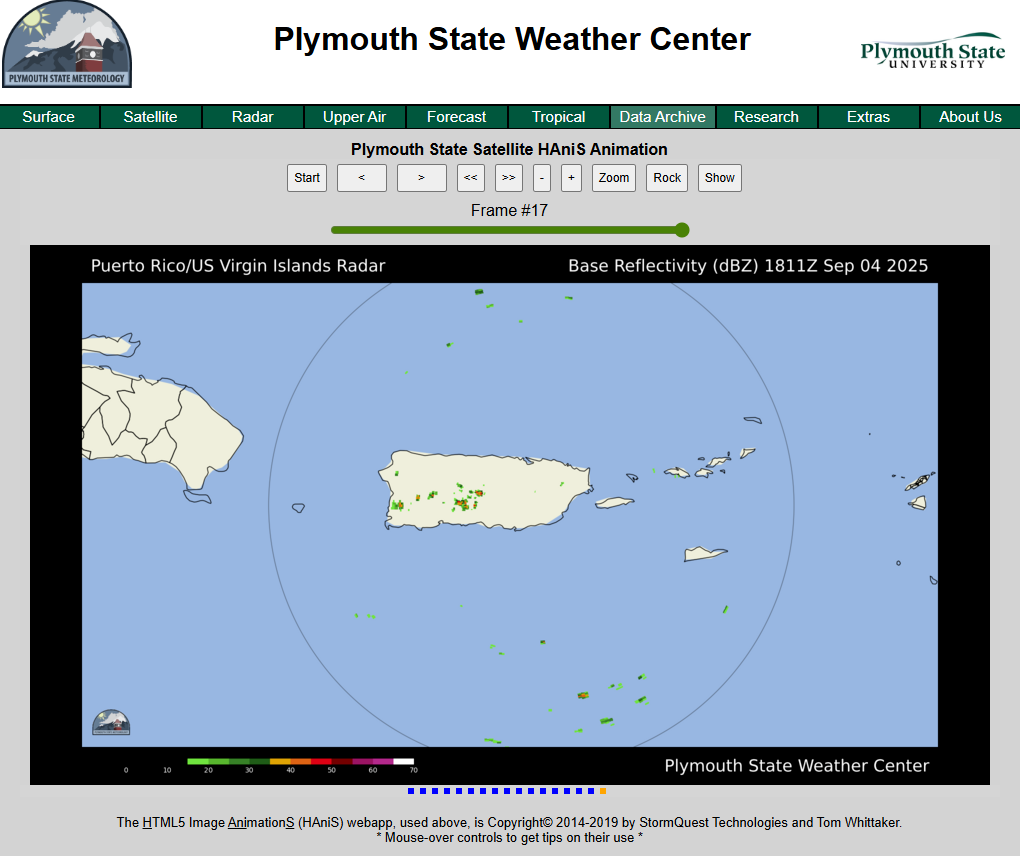 PLYMOUTH STATE METEOROLOGY
Plymouth State Weather Center
Plymouth State
UNIVERSITY
Surface Satellite Radar Upper Air Forecast Tropical Data Archive Research Extras About Us
Plymouth State Satellite HAniS Animation
Start < > << >> - + Zoom Rock Show
Frame #17
Puerto Rico/US Virgin Islands Radar Base Reflectivity (dBZ) 1811Z Sep 04 2025
0 10 20 30 40 50 60 70
Plymouth State Weather Center
The HTML5 Image AnimationS (HAniS) webapp, used above, is Copyright© 2014-2019 by StormQuest Technologies and Tom Whittaker.
* Mouse-over controls to get tips on their use *